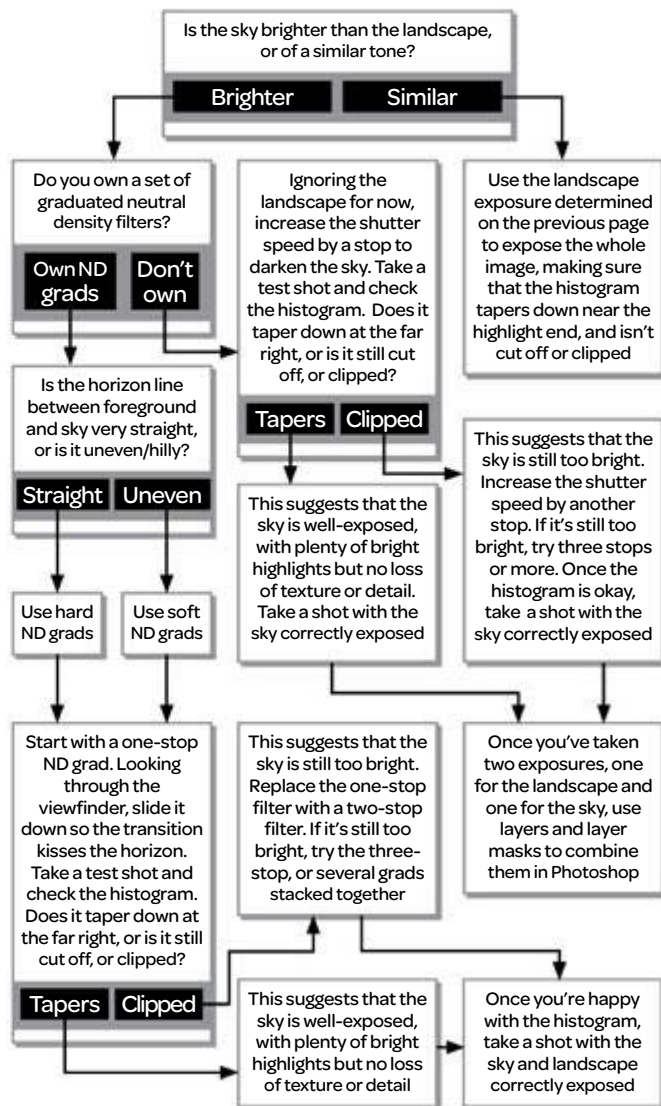 Is the sky brighter than the landscape,
or of a similar tone?
Brighter
Similar
Do you own a set of
graduated neutral
density filters?
Own ND
grads
Don't
own
Ignoring the
landscape for now,
increase the shutter
speed by a stop to
darken the sky. Take a
test shot and check
the histogram. Does it
taper down at the far
right, or is it still cut
off, or clipped?
Tapers
Clipped
Use the landscape
exposure determined
on the previous page
to expose the whole
image, making sure
that the histogram
tapers down near the
highlight end, and isn't
cut off or clipped
Is the horizon line
between foreground
and sky very straight,
or is it uneven/hilly?
Straight
Uneven
This suggests that the
sky is well-exposed,
with plenty of bright
highlights but no loss
of texture or detail.
Take a shot with the
sky correctly exposed
This suggests that the
sky is still too bright.
Increase the shutter
speed by another
stop. If it's still too
bright, try three stops
or more. Once the
histogram is okay,
take a shot with the
sky correctly exposed
Use hard
ND grads
Use soft
ND grads
Start with a one-stop
ND grad. Looking
through the
viewfinder, slide it
down so the transition
kisses the horizon.
Take a test shot and
check the histogram.
Does it taper down at
the far right, or is it still
cut off, or clipped?
Tapers
Clipped
This suggests that the
sky is still too bright.
Replace the one-stop
filter with a two-stop
filter. If it's still too
bright, try the three-
stop, or several grads
stacked together
Once you've taken
two exposures, one
for the landscape and
one for the sky, use
layers and layer
masks to combine
them in Photoshop
This suggests that the
sky is well-exposed,
with plenty of bright
highlights but no loss
of texture or detail
Once you're happy
with the histogram,
take a shot with the
sky and landscape
correctly exposed